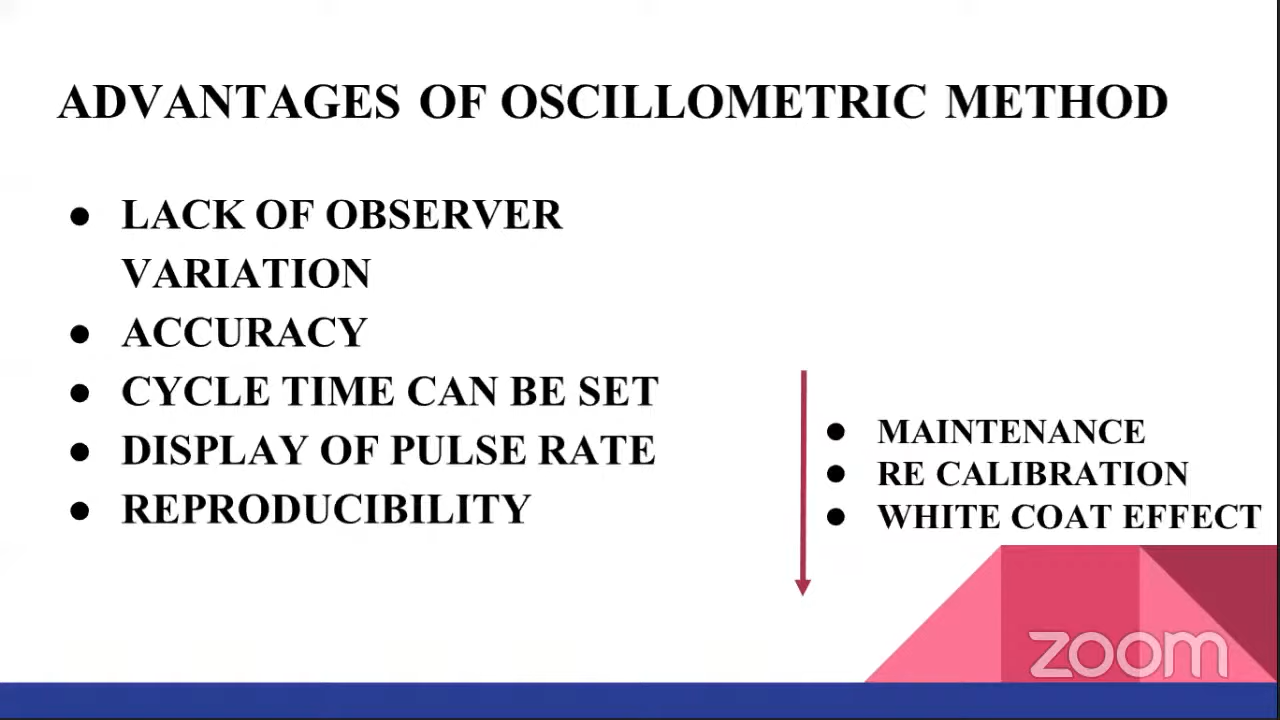 ADVANTAGES OF OSCILLOMETRIC METHOD
● LACK OF OBSERVER
VARIATION
● ACCURACY
● CYCLE TIME CAN BE SET
● DISPLAY OF PULSE RATE
● REPRODUCIBILITY
● MAINTENANCE
● RE CALIBRATION
● WHITE COAT EFFECT
zoom